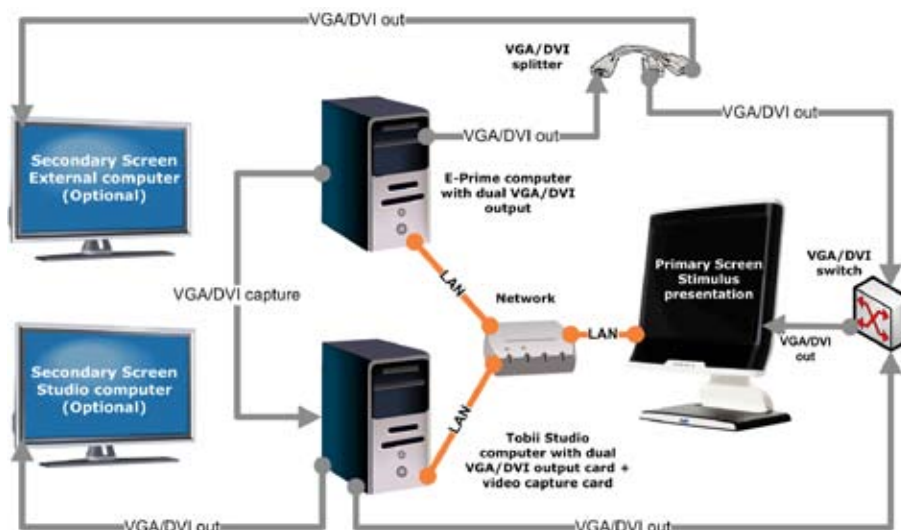 VGA/DVI out
VGA/DVI
splitter
VGA/DVI out
VGA/DVI out
Secondary Screen
External computer
(Optional)
E-Prime computer
with dual VGA/DVI
output
VGA/DVI
switch
Primary Screen
Stimulus
presentation
LAN
Network
VGA/DVI capture
LAN
VGA/DVI
out
Secondary Screen
Studio computer
(Optional)
LAN
Tobii Studio
computer with dual
VGA/DVI output card +
video capture card
VGA/DVI out
VGA/DVI out